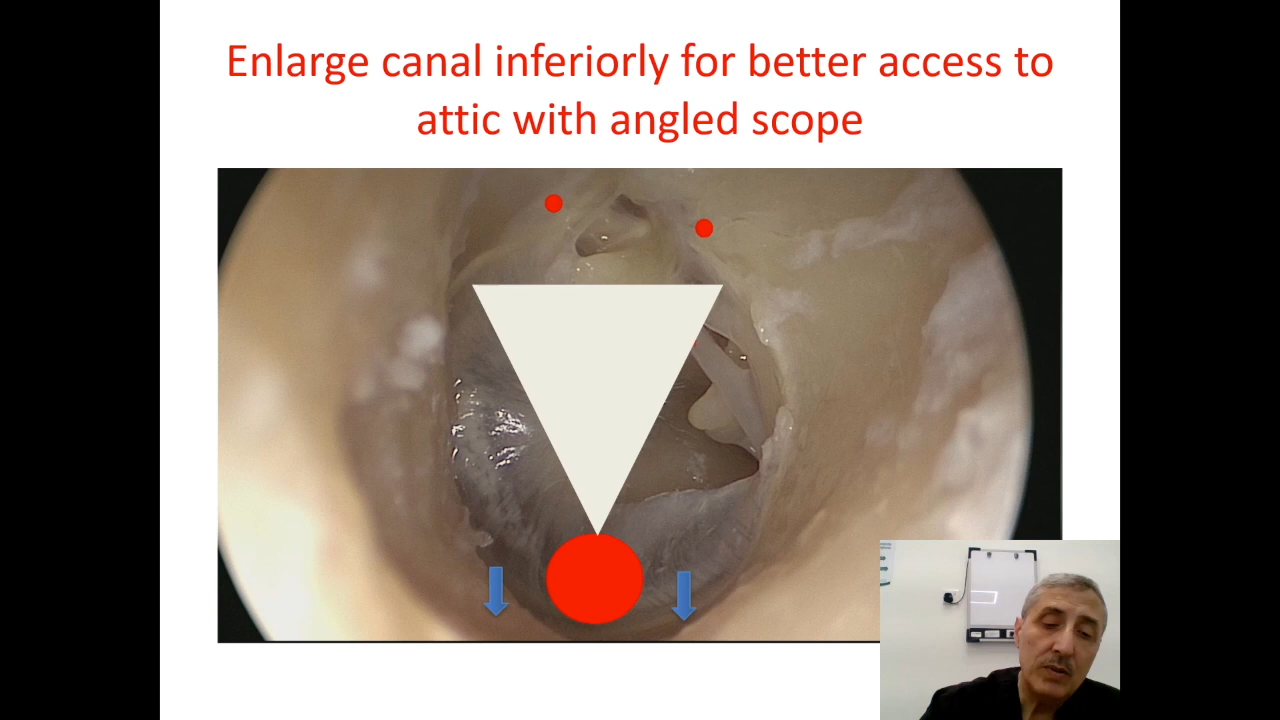 Enlarge canal inferiorly for better access to
attic with angled scope